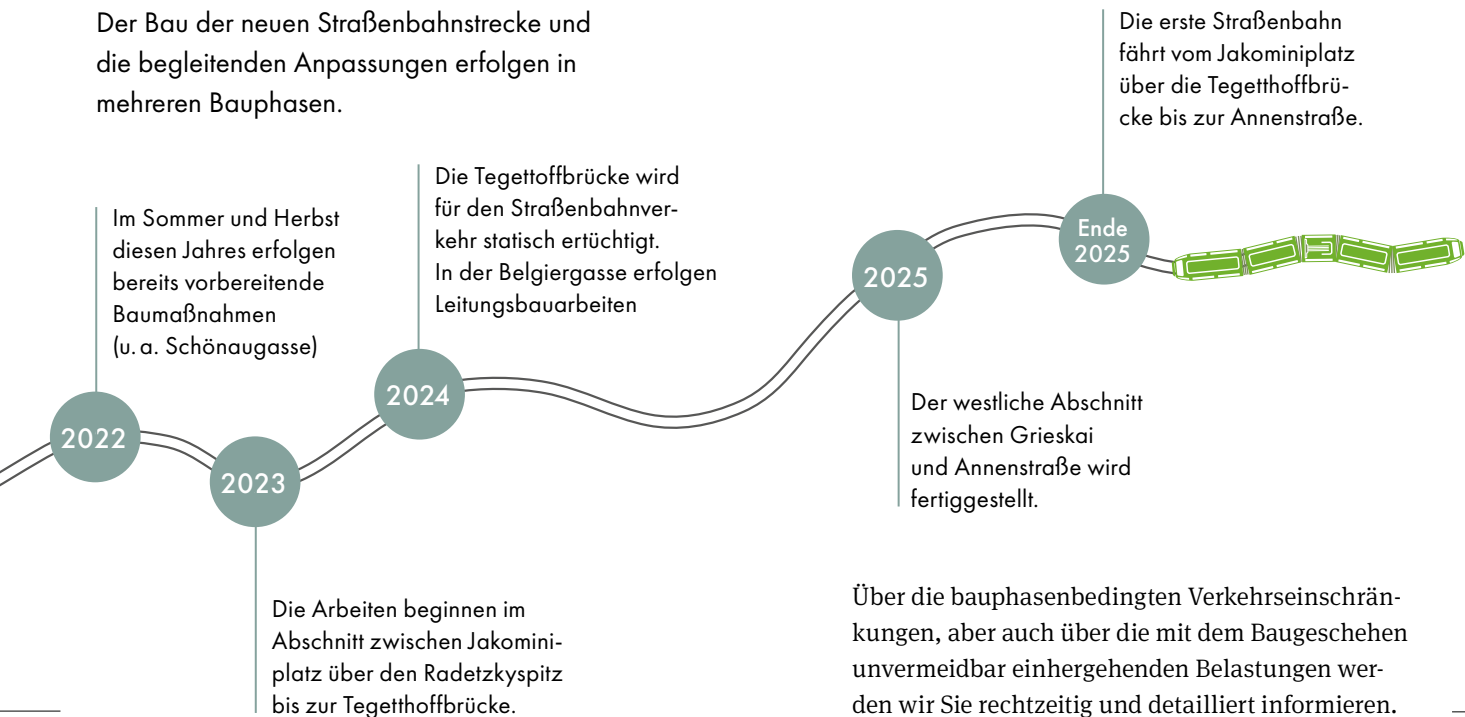 Der Bau der neuen Straßenbahnstrecke und
die begleitenden Anpassungen erfolgen in
mehreren Bauphasen.
2022
Im Sommer und Herbst
diesen Jahres erfolgen
bereits vorbereitende
Baumaßnahmen
(u. a. Schönaugasse)
2023
Die Arbeiten beginnen im
Abschnitt zwischen Jakomini-
platz über den Radetzkyspitz
bis zur Tegetthoffbrücke.
2024
Die Tegettoffbrücke wird
für den Straßenbahnver-
kehr statisch ertüchtigt.
In der Belgiergasse erfolgen
Leitungsbauarbeiten
2025
Der westliche Abschnitt
zwischen Grieskai
und Annenstraße wird
fertiggestellt.
Ende
2025
Die erste Straßenbahn
fährt vom Jakominiplatz
über die Tegetthoffbrü-
cke bis zur Annenstraße.
Über die bauphasenbedingten Verkehrseinschrän-
kungen, aber auch über die mit dem Baugeschehen
unvermeidbar einhergehenden Belastungen wer-
den wir Sie rechtzeitig und detailliert informieren.